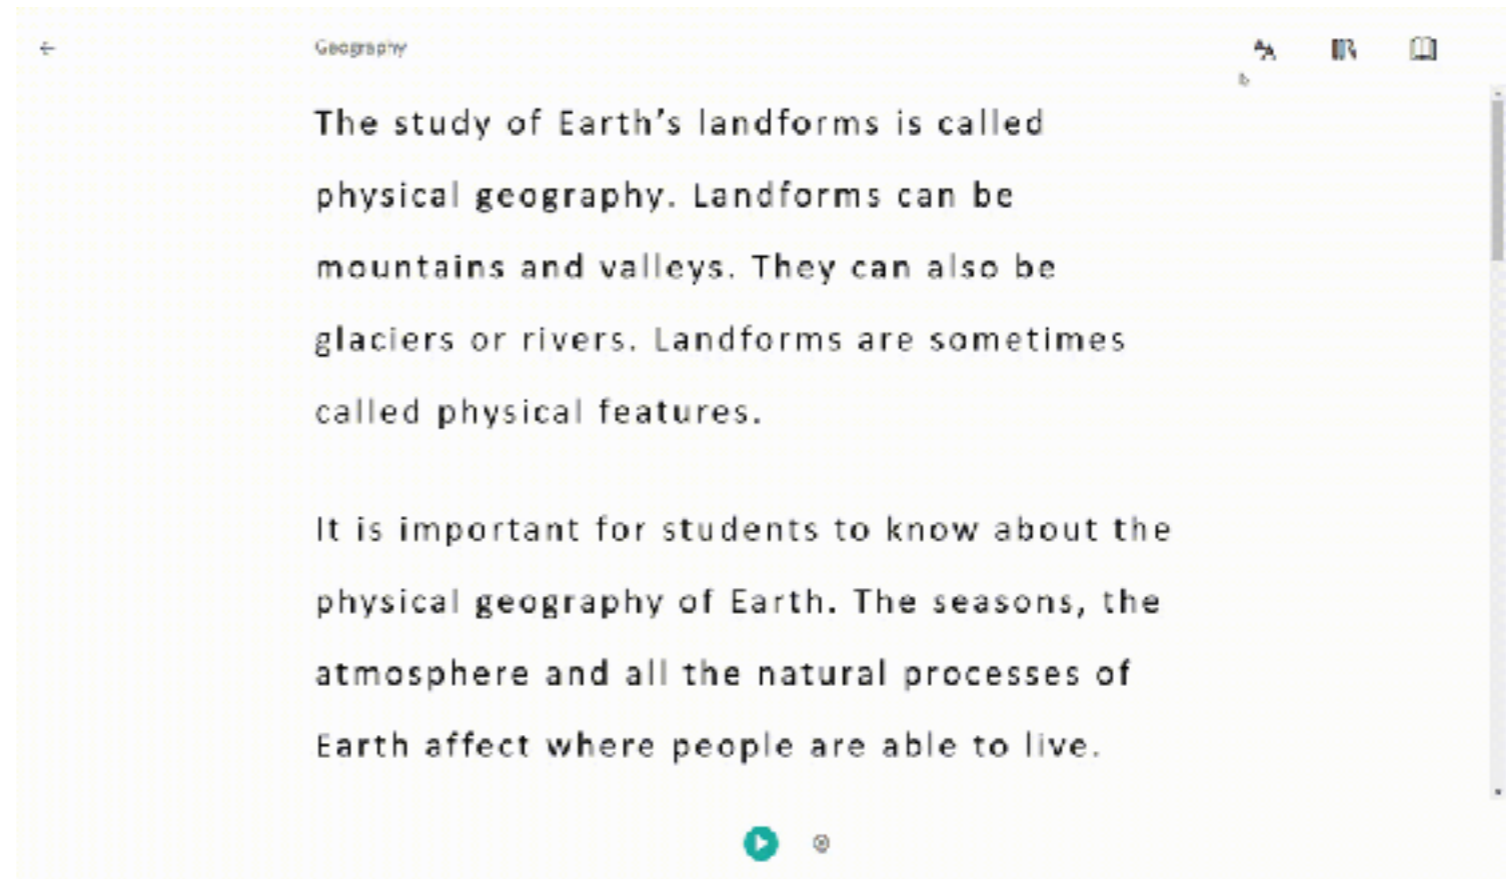 Geography
The study of Earth’s landforms is called
physical geography. Landforms can be
mountains and valleys. They can also be
glaciers or rivers. Landforms are sometimes
called physical features.
It is important for students to know about the
physical geography of Earth. The seasons, the
atmosphere and all the natural processes of
Earth affect where people are able to live.